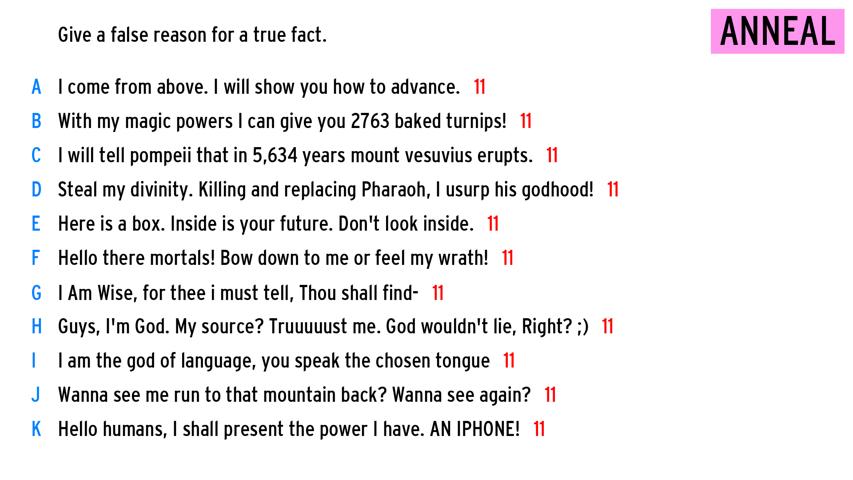 Give a false reason for a true fact.
ANNEAL
A I come from above. I will show you how to advance. 11
B With my magic powers I can give you 2763 baked turnips! 11
C I will tell pompeii that in 5,634 years mount vesuvius erupts. 11
D Steal my divinity. Killing and replacing Pharaoh, I usurp his godhood! 11
E Here is a box. Inside is your future. Don't look inside. 11
F Hello there mortals! Bow down to me or feel my wrath! 11
G I Am Wise, for thee i must tell, Thou shall find- 11
H Guys, I'm God. My source? Truuuuust me. God wouldn't lie, Right? ;) 11
I I am the god of language, you speak the chosen tongue 11
J Wanna see me run to that mountain back? Wanna see again? 11
K Hello humans, I shall present the power I have. AN IPHONE! 11